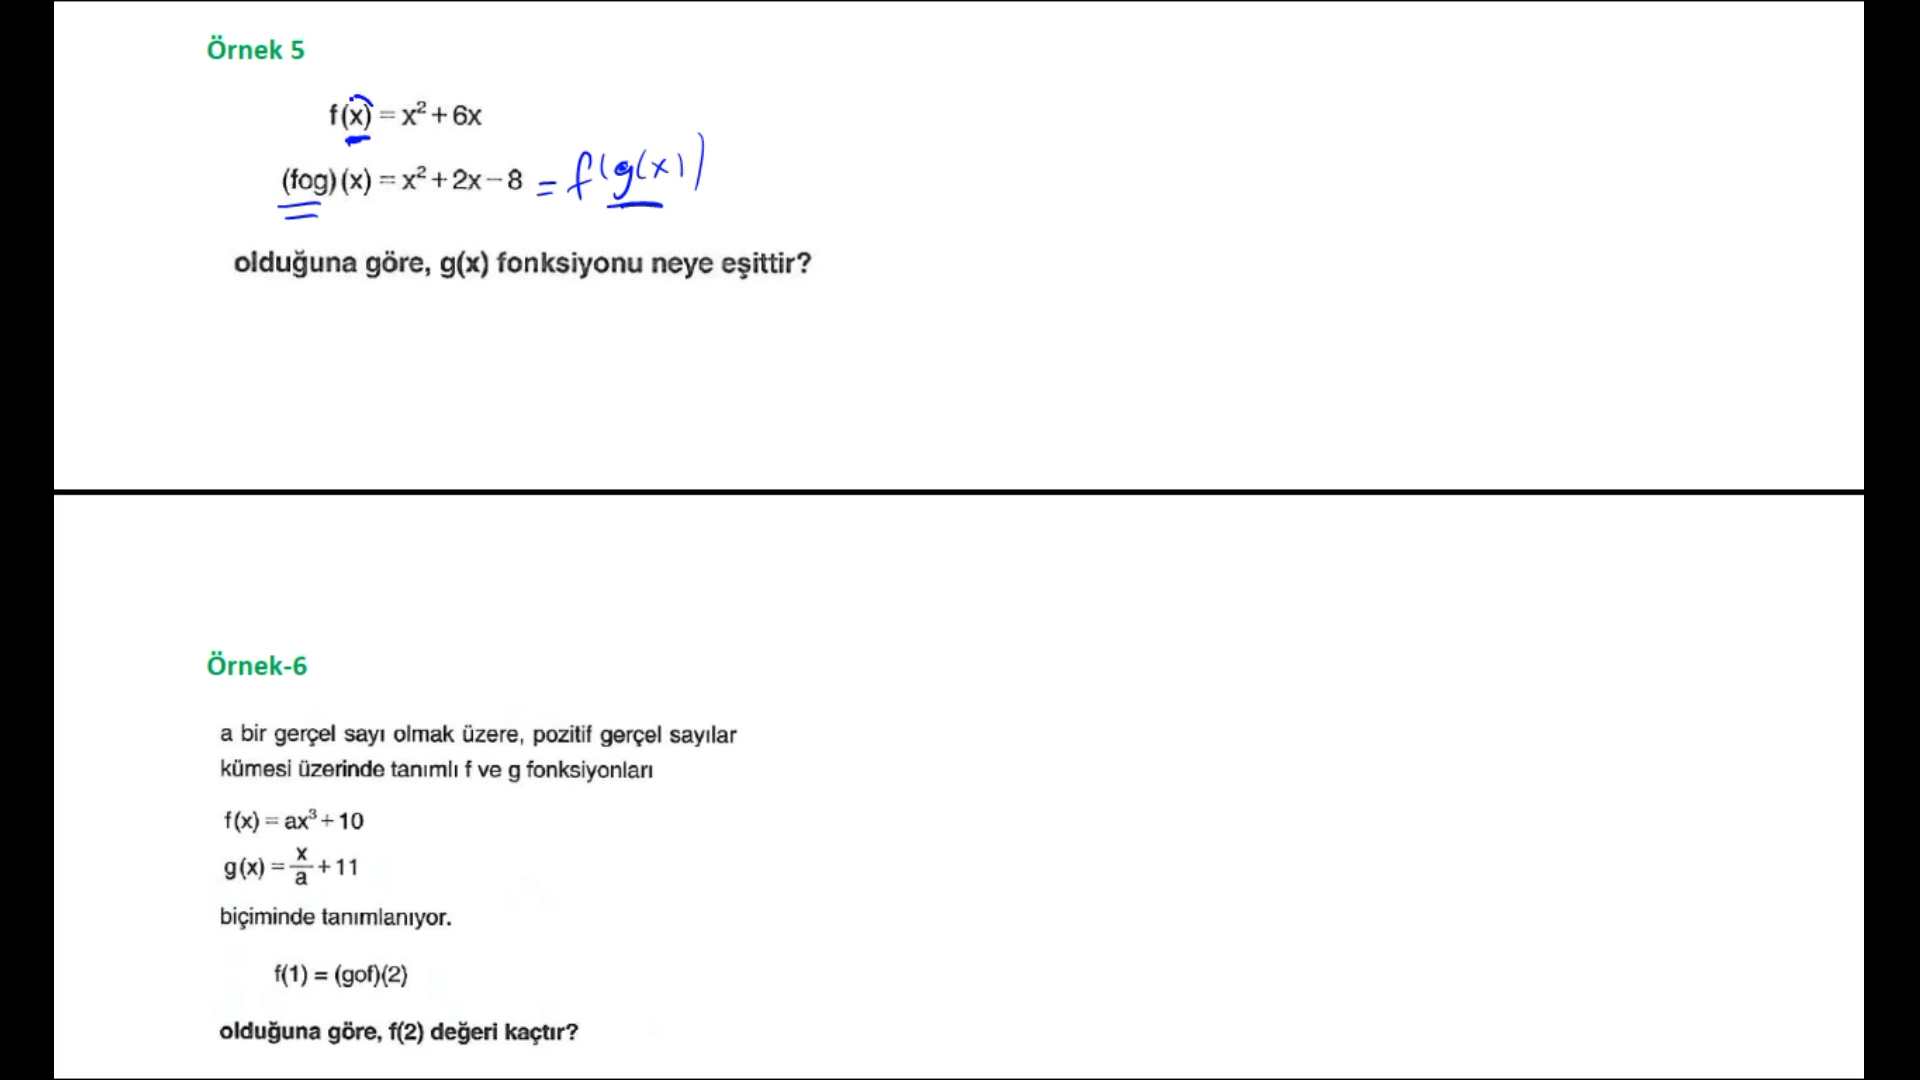 Örnek 5
f(x) = x² + 6x
(fog)(x) = x² + 2x − 8 = f(g(x))
olduğuna göre, g(x) fonksiyonu neye eşittir?
Örnek-6
a bir gerçel sayı olmak üzere, pozitif gerçel sayılar
kümesi üzerinde tanımlı f ve g fonksiyonları
f(x) = ax³ + 10
g(x) = x/a + 11
biçiminde tanımlanıyor.
f(1) = (gof)(2)
olduğuna göre, f(2) değeri kaçtır?